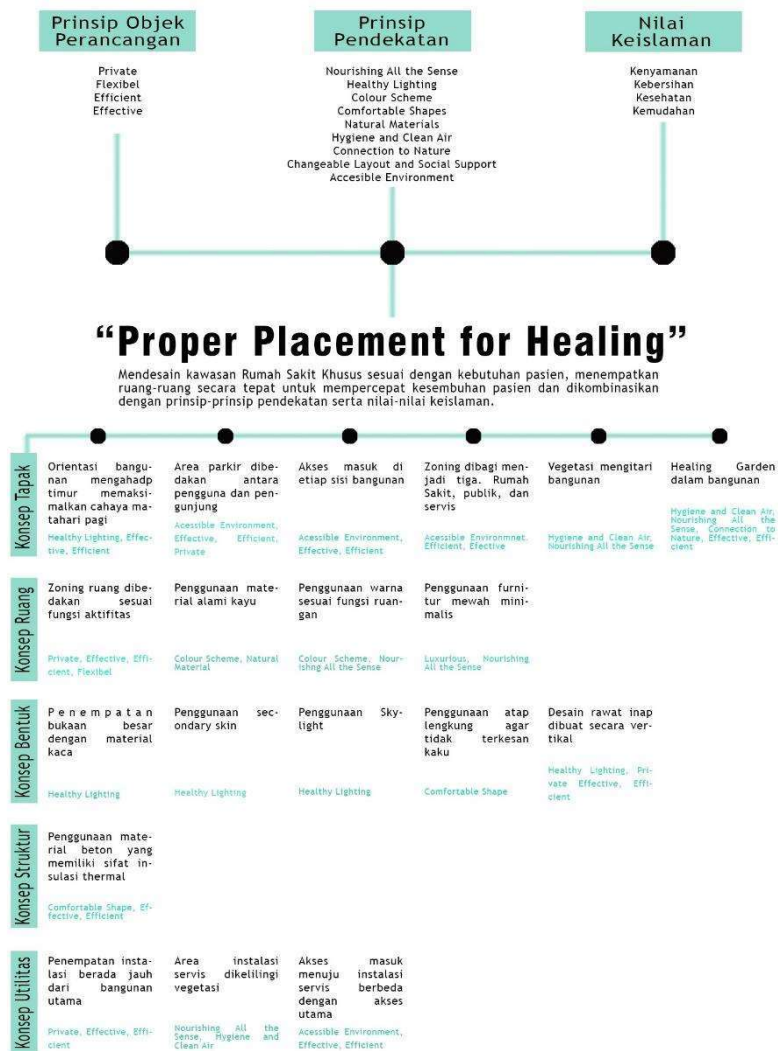 Prinsip Objek
Perancangan
Private
Flexibel
Efficient
Effective
Prinsip
Pendekatan
Nourishing All the Sense
Healthy Lighting
Colour Scheme
Comfortable Shapes
Natural Materials
Hygiene and Clean Air
Connection to Nature
Changeable Layout and Social Support
Accesible Environment
Nilai
Keislaman
Kenyamanan
Kebersihan
Kesehatan
Kemudahan
“Proper Placement for Healing”
Mendesain kawasan Rumah Sakit Khusus sesuai dengan kebutuhan pasien, menempatkan
ruang-ruang secara tepat untuk mempercepat kesembuhan pasien dan dikombinasikan
dengan prinsip-prinsip pendekatan serta nilai-nilai keislaman.
Konsep Tapak
Orientasi bangu-
nan mengahadp
timur memaksi-
malkan cahaya ma-
tahari pagi
Healthy Lighting, Effec-
tive, Efficient
Area parkir dibe-
dakan antara
pengguna dan pen-
gunjung
Acessible Environment,
Effective, Efficient,
Private
Akses masuk di
etiap sisi bangunan
Acessible Environment,
Effective, Efficient
Zoning dibagi men-
jadi tiga. Rumah
Sakit, publik, dan
servis
Acessible Environmnet.
Efficient, Efective
Vegetasi mengitari
bangunan
Hygiene and Clean Air,
Nourishing All the Sense
Healing Garden
dalam bangunan
Hygiene and Clean Air,
Nourishing All the
Sense, Connection to
Nature, Effective, Effi-
cient
Konsep Ruang
Zoning ruang dibe-
dakan sesuai
fungsi aktifitas
Private, Effective, Effi-
cient, Flexibel
Penggunaan mate-
rial alami kayu
Colour Scheme, Natural
Material
Penggunaan warna
sesuai fungsi ruan-
gan
Colour Scheme, Nour-
ishng All the Sense
Penggunaan furni-
tur mewah mini-
malis
Luxurious, Nourishing
All the Sense
Konsep Bentuk
Penempatan
bukaan besar
dengan material
kaca
Healthy Lighting
Penggunaan sec-
ondary skin
Healthy Lighting
Penggunaan Sky-
light
Healthy Lighting
Penggunaan atap
lengkung agar
tidak terkesan
kaku
Comfortable Shape
Desain rawat inap
dibuat secara ver-
tikal
Healthy Lighting, Pri-
vate Effective, Effi-
cient
Konsep Struktur
Penggunaan mate-
rial beton yang
memiliki sifat in-
sulasi thermal
Comfortable Shape, Ef-
fective, Efficient
Konsep Utilitas
Penempatan insta-
lasi berada jauh
dari bangunan
utama
Private, Effective, Effi-
cient
Area instalasi
servis dikelilingi
vegetasi
Nourishing All the
Sense, Hygiene and
Clean Air
Akses masuk
menuju instalasi
servis berbeda
dengan akses
utama
Acessible Environment,
Effective, Efficient